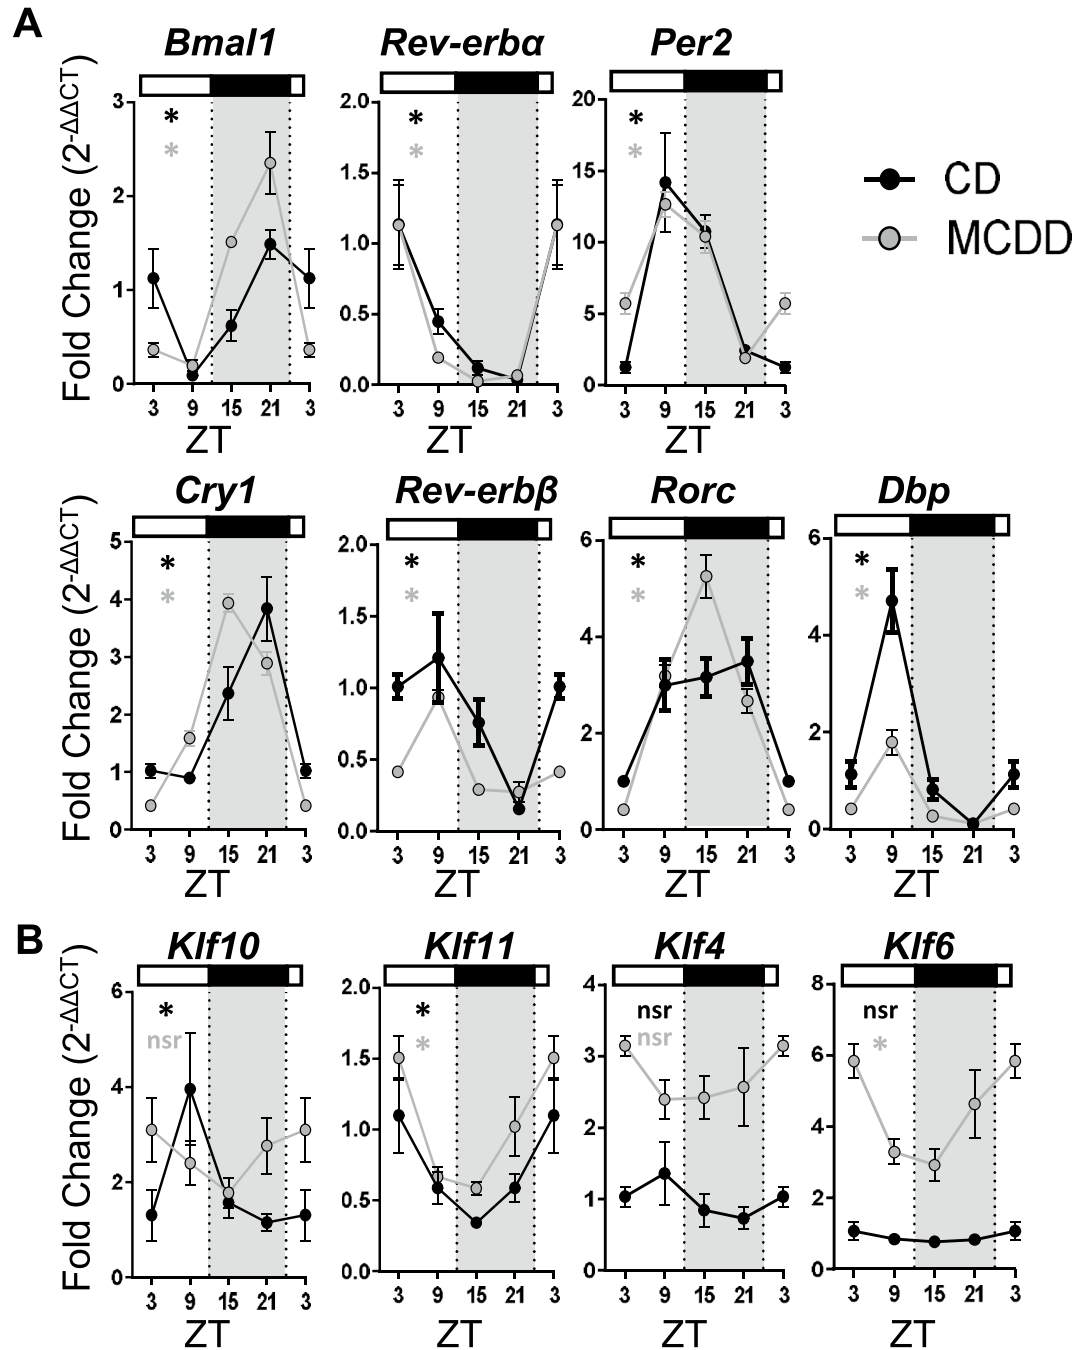 A
Bmal1 Rev-erbα Per2
Fold Change (2-ΔΔCT)
3 2 1 0
* *
3 9 15 21 3
ZT
2.0 1.5 1.0 0.5 0.0
* *
3 9 15 21 3
ZT
20 15 10 5 0
* *
3 9 15 21 3
ZT
CD
MCDD
Cry1 Rev-erbβ Rorc Dbp
Fold Change (2-ΔΔCT)
5 4 3 2 1 0
* *
3 9 15 21 3
ZT
2.0 1.5 1.0 0.5 0.0
* *
3 9 15 21 3
ZT
6 4 2 0
* *
3 9 15 21 3
ZT
6 4 2 0
* *
3 9 15 21 3
ZT
B
Klf10 Klf11 Klf4 Klf6
Fold Change (2-ΔΔCT)
6 4 2 0
*
nsr
3 9 15 21 3
ZT
2.0 1.5 1.0 0.5 0.0
* *
3 9 15 21 3
ZT
4 3 2 1 0
nsr
nsr
3 9 15 21 3
ZT
8 6 4 2 0
nsr
*
3 9 15 21 3
ZT